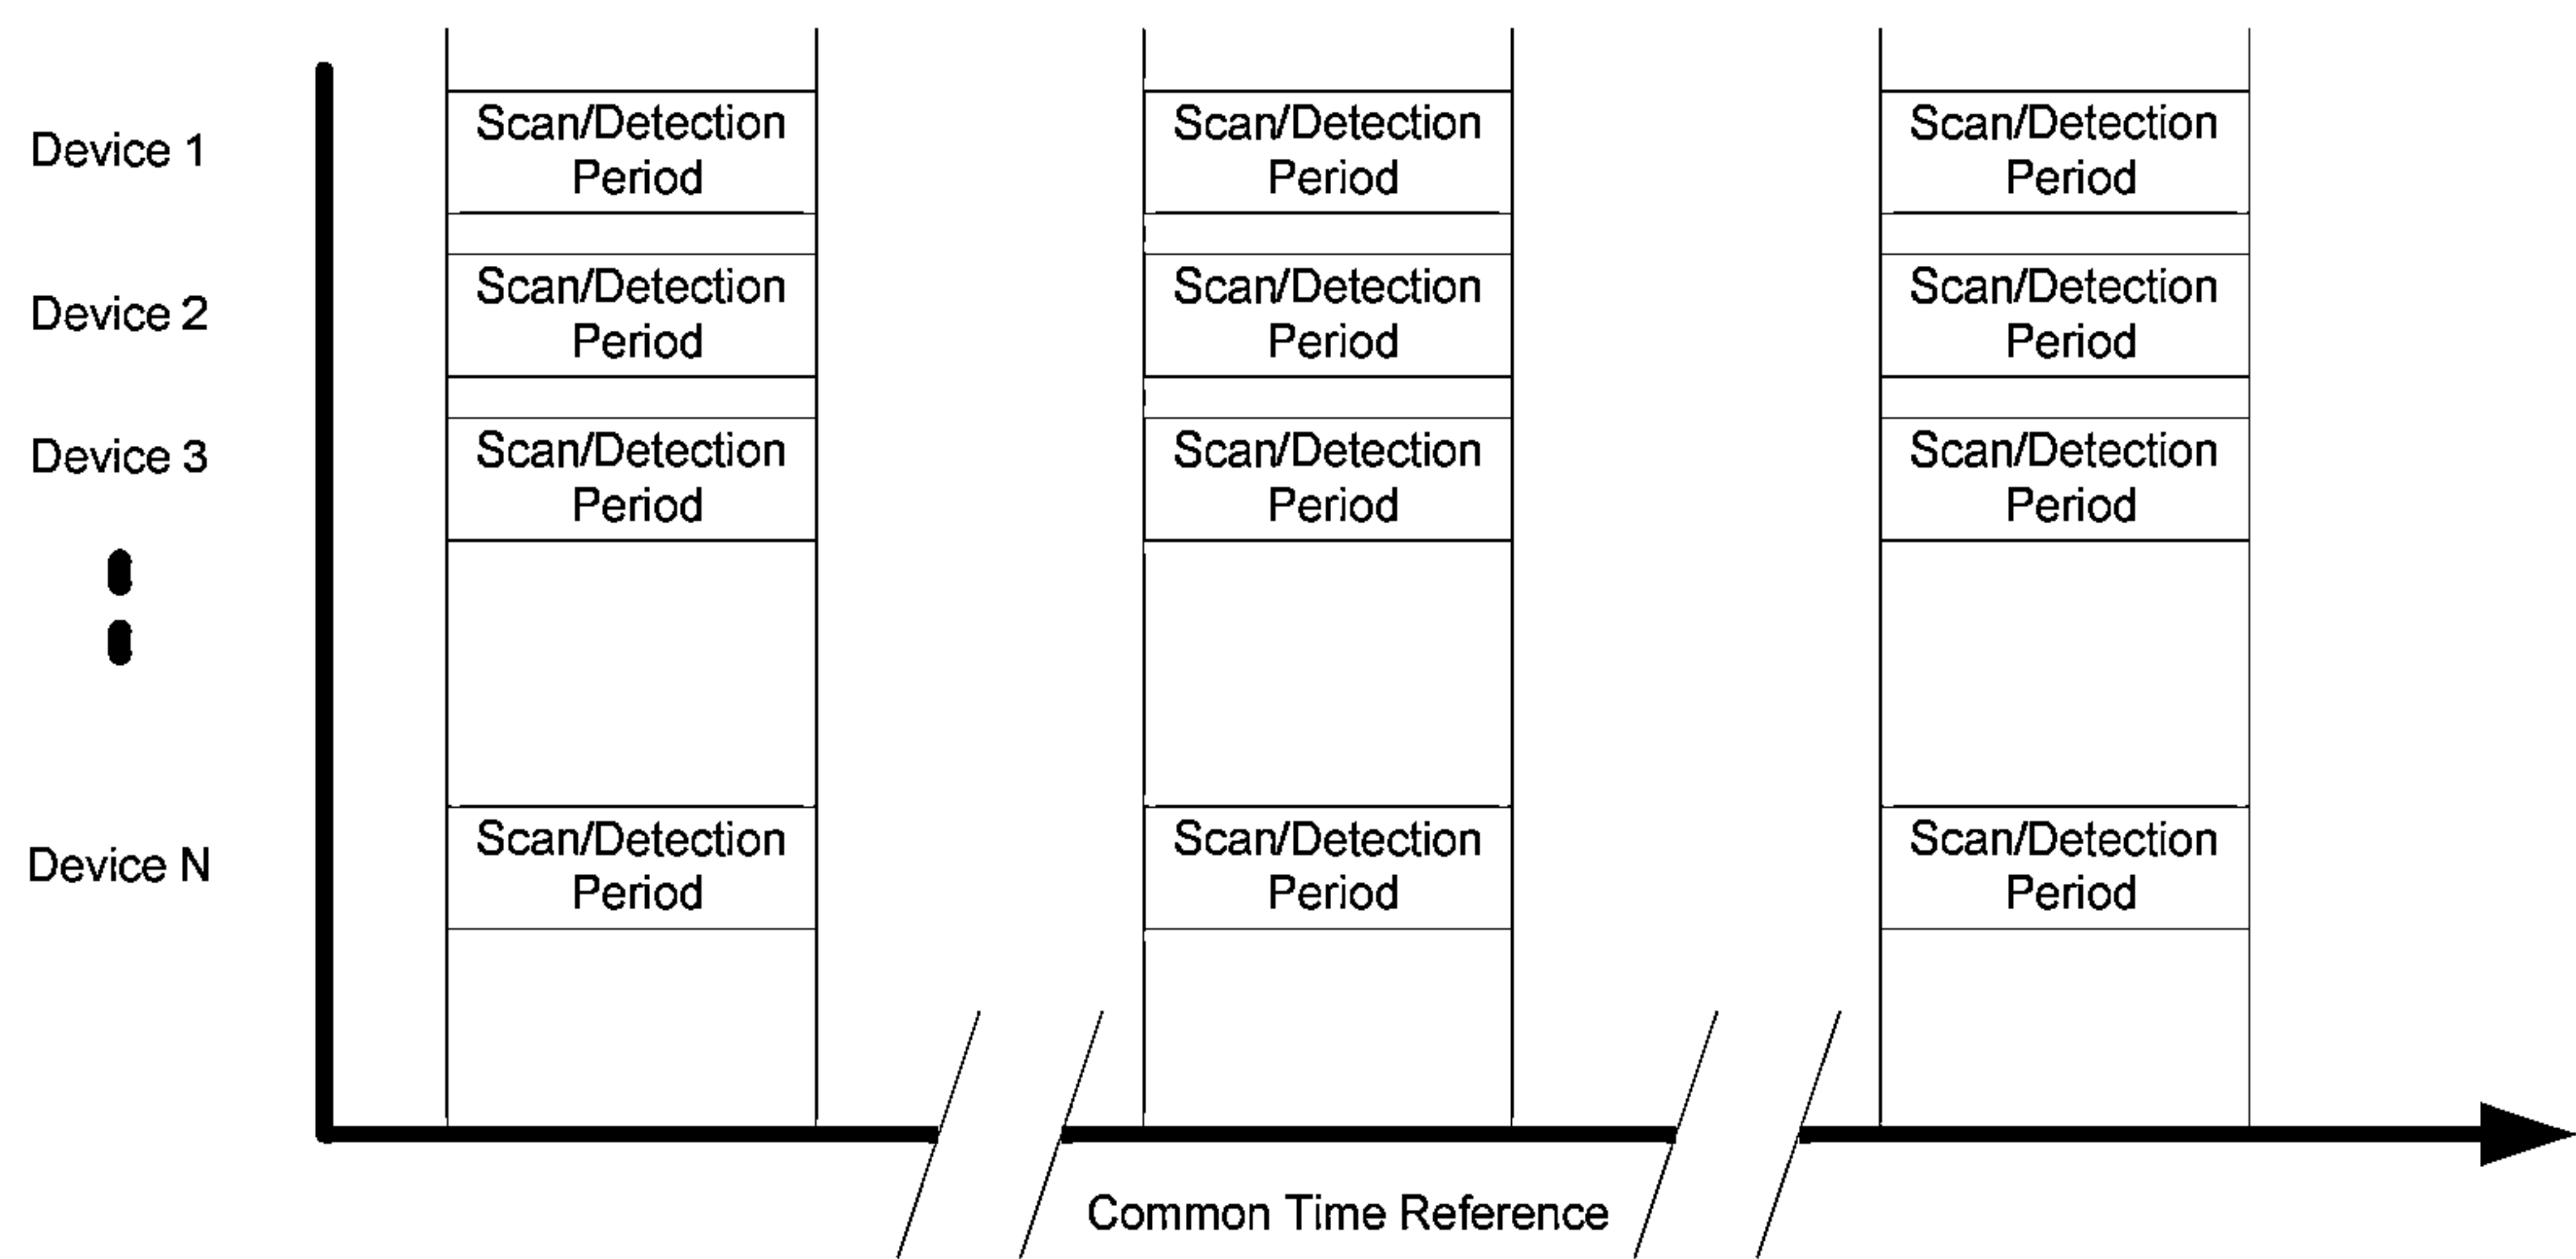 Device 1
Scan/Detection
Period
Scan/Detection
Period
Scan/Detection
Period
Device 2
Scan/Detection
Period
Scan/Detection
Period
Scan/Detection
Period
Device 3
Scan/Detection
Period
Scan/Detection
Period
Scan/Detection
Period
Device N
Scan/Detection
Period
Scan/Detection
Period
Scan/Detection
Period
Common Time Reference